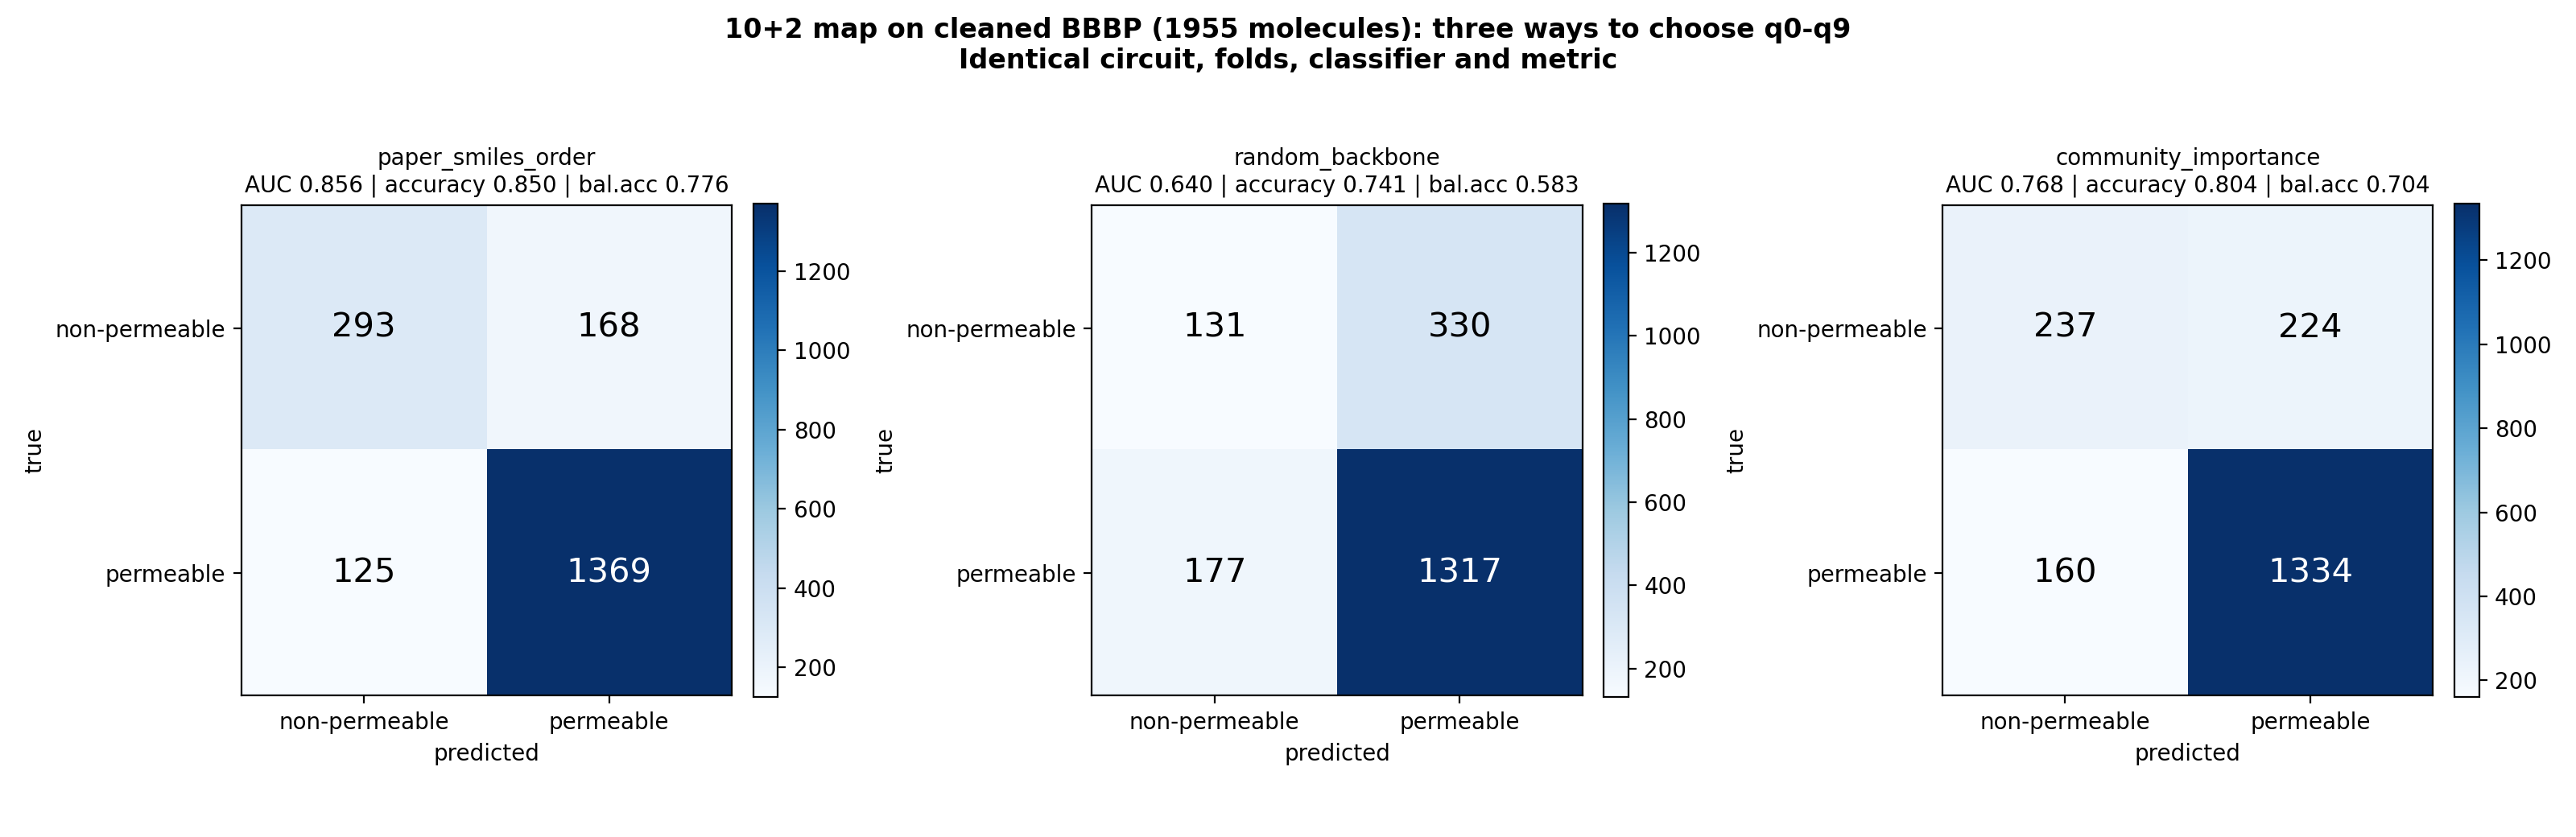 10+2 map on cleaned BBBP (1955 molecules): three ways to choose q0-q9
Identical circuit, folds, classifier and metric
paper_smiles_order
AUC 0.856 | accuracy 0.850 | bal.acc 0.776
true
non-permeable
293
168
permeable
125
1369
non-permeable
permeable
predicted
1200
1000
800
600
400
200
random_backbone
AUC 0.640 | accuracy 0.741 | bal.acc 0.583
true
non-permeable
131
330
permeable
177
1317
non-permeable
permeable
predicted
1200
1000
800
600
400
200
community_importance
AUC 0.768 | accuracy 0.804 | bal.acc 0.704
true
non-permeable
237
224
permeable
160
1334
non-permeable
permeable
predicted
1200
1000
800
600
400
200